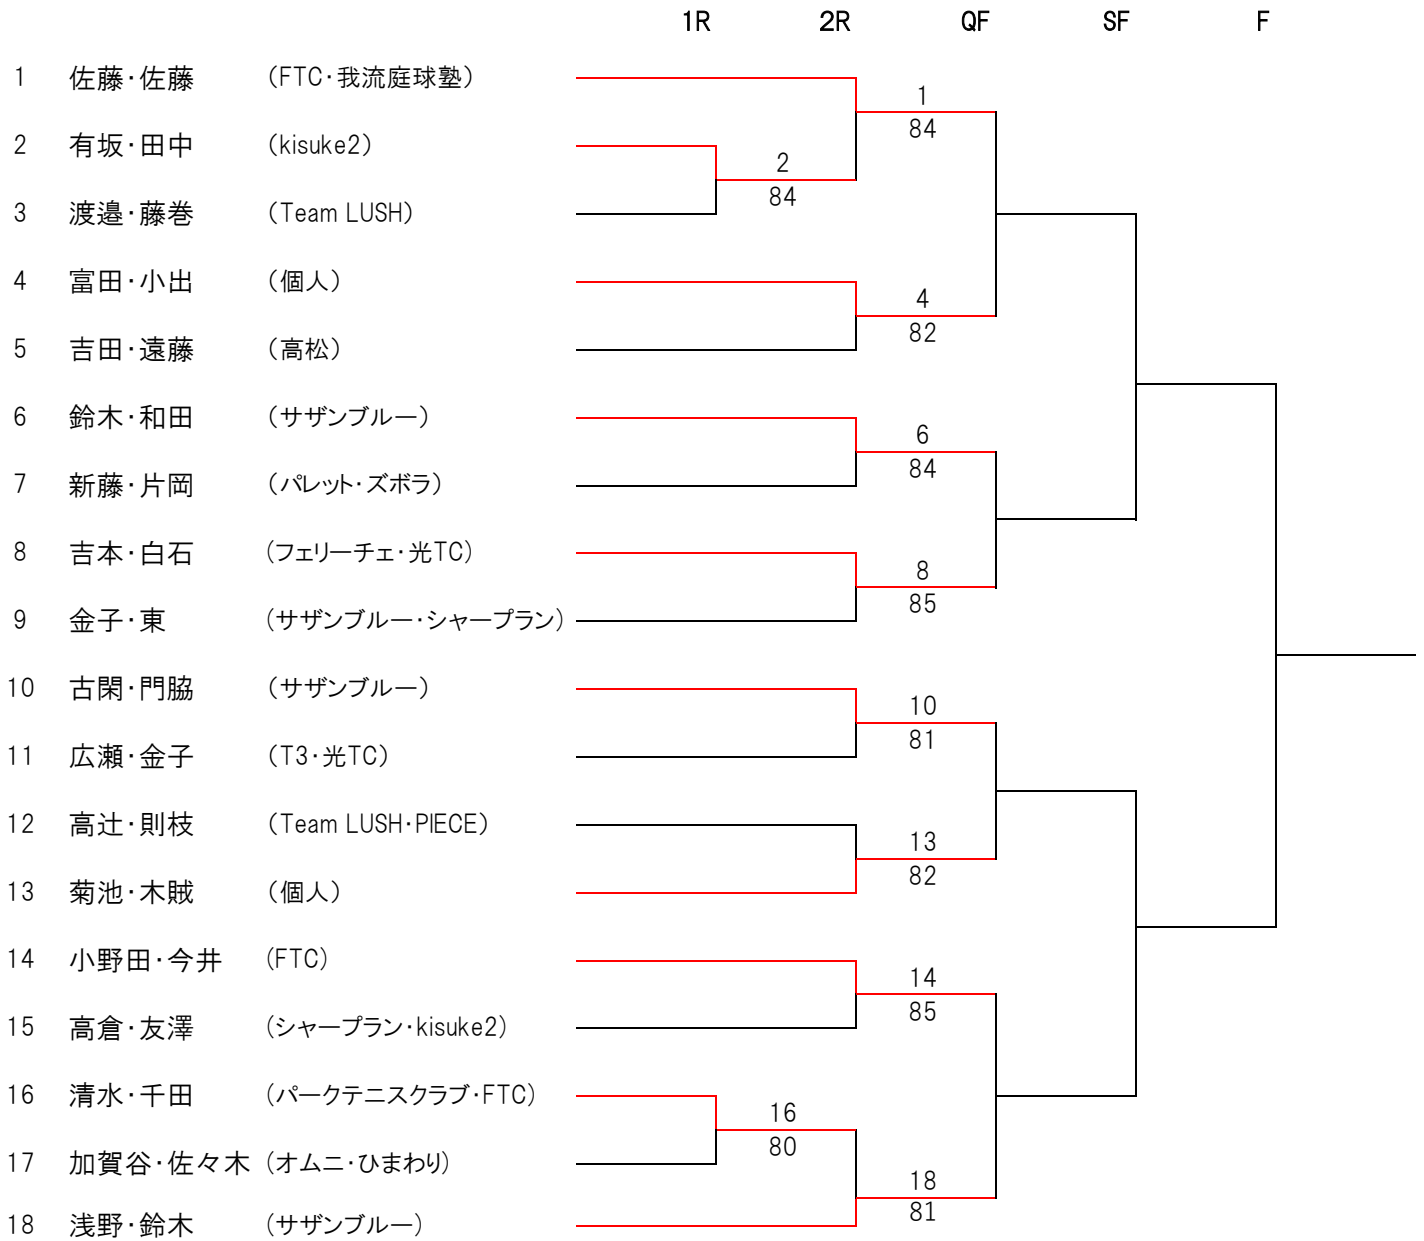 1R 2R QF SF F
1 佐藤・佐藤 (FTC・我流庭球塾)
1
84
2 有坂・田中 (kisuke2)
2
84
3 渡邉・藤巻 (Team LUSH)
4 富田・小出 (個人)
4
82
5 吉田・遠藤 (高松)
6 鈴木・和田 (サザンブルー)
6
84
7 新藤・片岡 (パレット・ズボラ)
8 吉本・白石 (フェリーチェ・光TC)
8
85
9 金子・東 (サザンブルー・シャープラン)
10 古閑・門脇 (サザンブルー)
10
81
11 広瀬・金子 (T3・光TC)
12 高辻・則枝 (Team LUSH・PIECE)
13
82
13 菊池・木賊 (個人)
14 小野田・今井 (FTC)
14
85
15 高倉・友澤 (シャープラン・kisuke2)
16 清水・千田 (パークテニスクラブ・FTC)
16
80
17 加賀谷・佐々木 (オムニ・ひまわり)
18
81
18 浅野・鈴木 (サザンブルー)